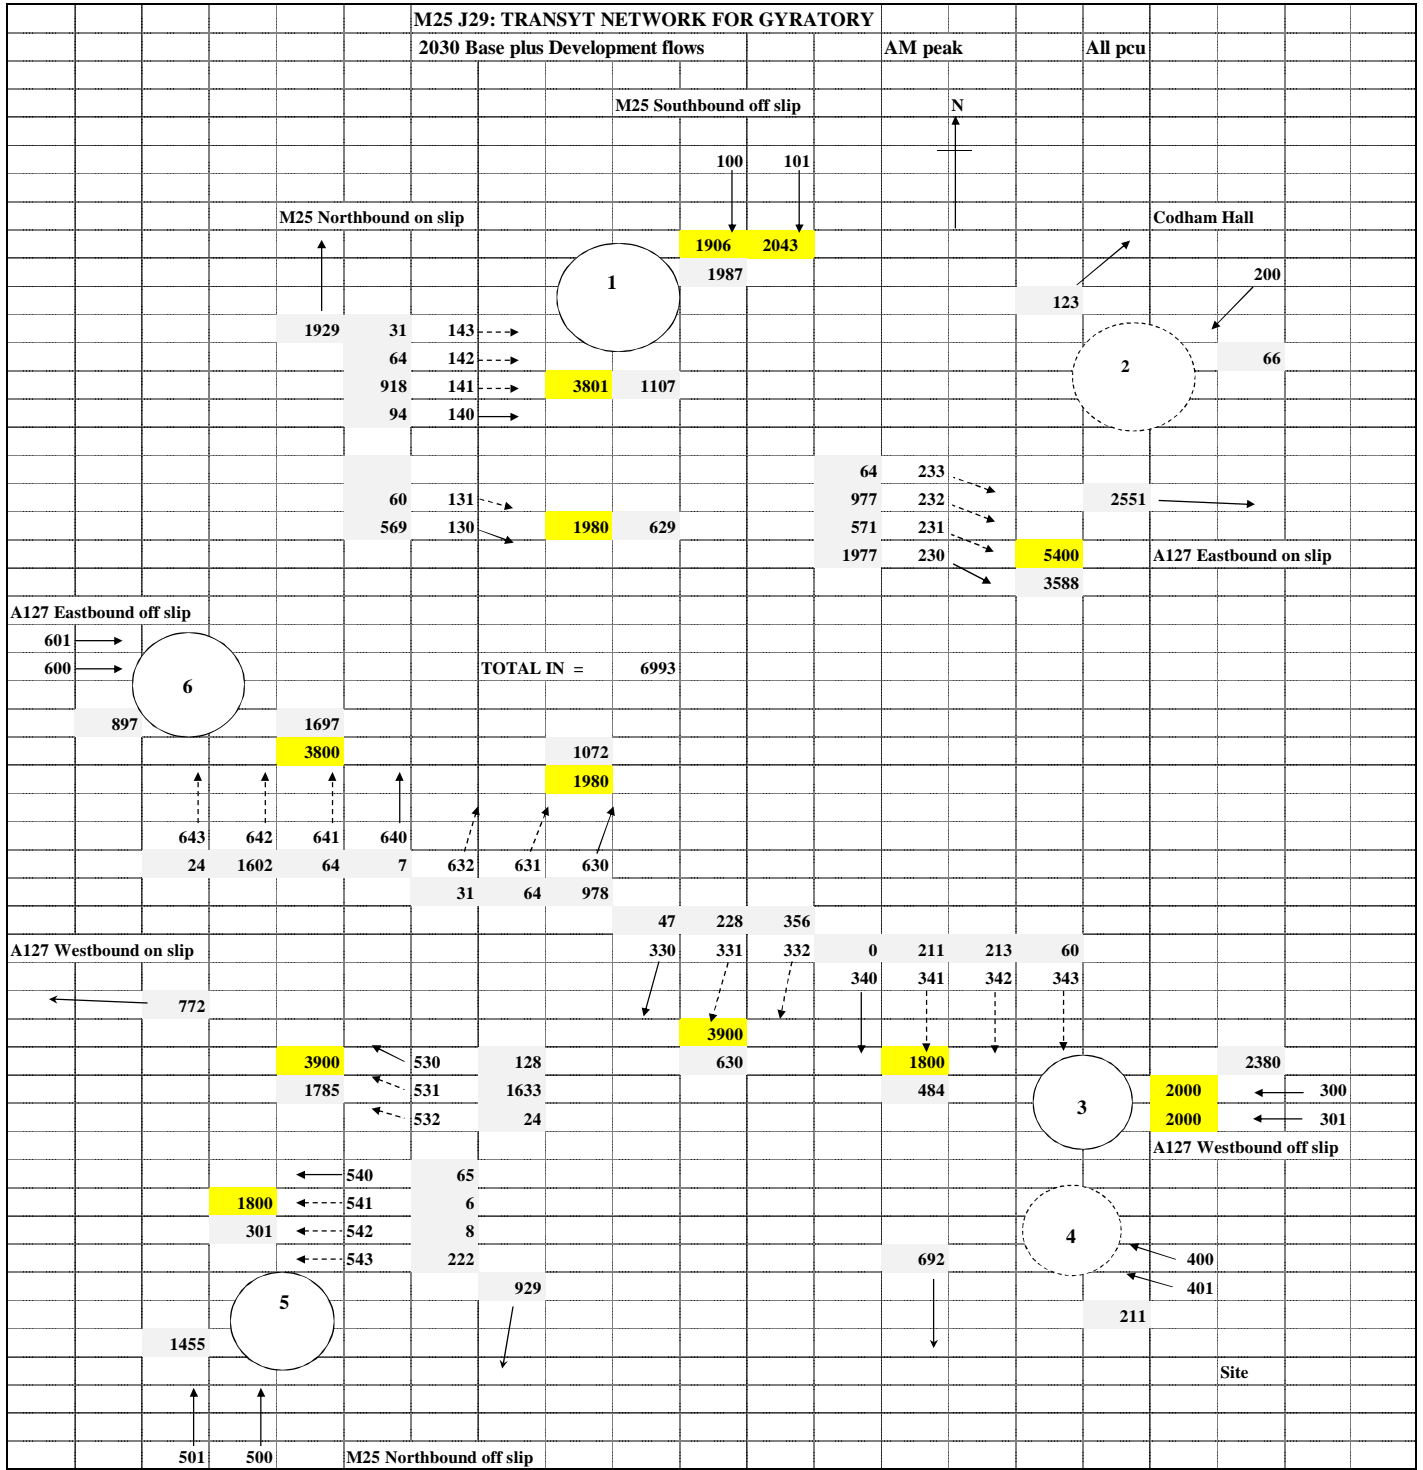 M25 J29: TRANSYT NETWORK FOR GYRATORY
2030 Base plus Development flows AM peak All pcu
M25 Southbound off slip N
100 101
M25 Northbound on slip Codham Hall
1906 2043
1 1987 200
123
1929 31 143
64 142 2 66
918 141 3801 1107
94 140
64 233
60 131 977 232 2551
569 130 1980 629 571 231
1977 230 5400 A127 Eastbound on slip
3588
A127 Eastbound off slip
601
600 TOTAL IN = 6993
6
897 1697
3800 1072
1980
643 642 641 640
24 1602 64 7 632 631 630
31 64 978
47 228 356
A127 Westbound on slip 330 331 332 0 211 213 60
340 341 342 343
772
3900
3900 530 128 630 1800 2380
1785 531 1633 484 2000 300
3
532 24 2000 301
A127 Westbound off slip
540 65
1800 541 6
301 542 8 4
543 222 692 400
929 401
5
211
1455
Site
501 500 M25 Northbound off slip